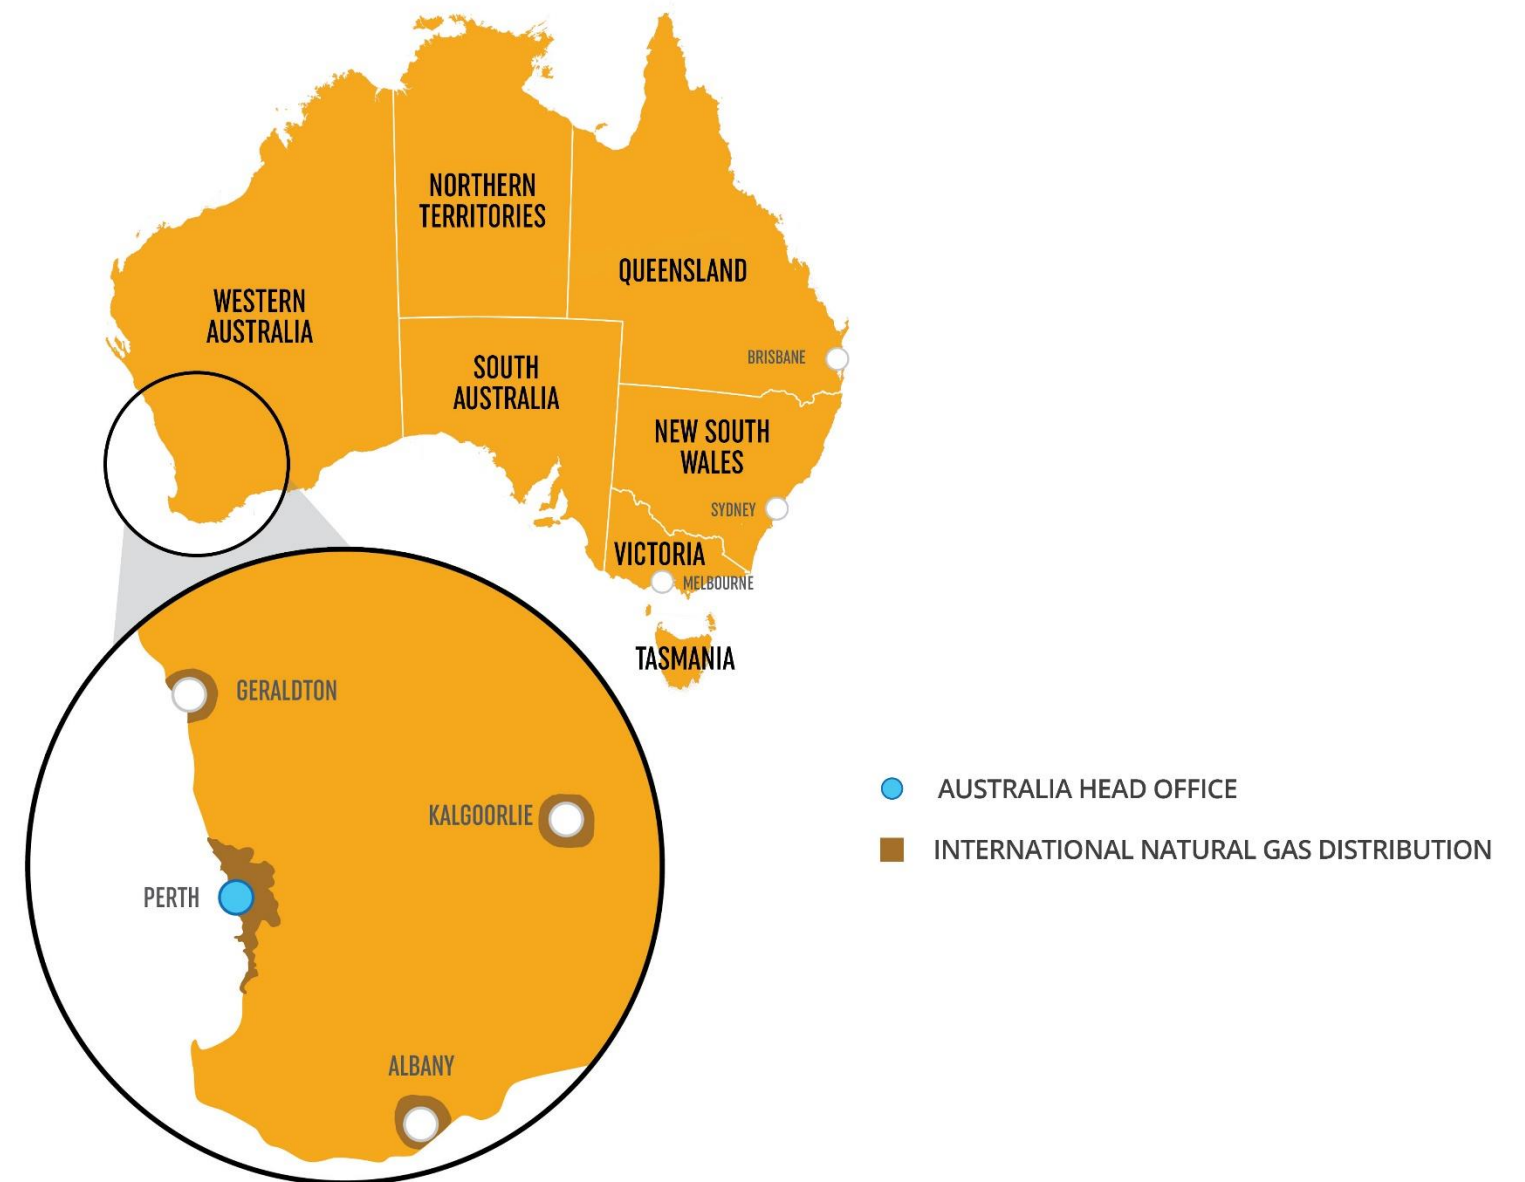 NORTHERN
TERRITORIES
QUEENSLAND
WESTERN
AUSTRALIA
BRISBANE
SOUTH
AUSTRALIA
NEW SOUTH
WALES
SYDNEY
VICTORIA
MELBOURNE
TASMANIA
GERALDTON
KALGOORLIE
PERTH
ALBANY
AUSTRALIA HEAD OFFICE
INTERNATIONAL NATURAL GAS DISTRIBUTION